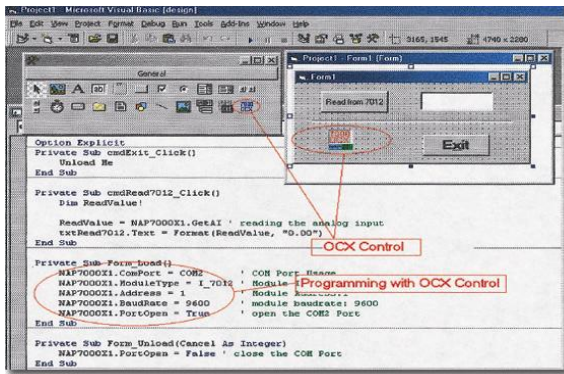 Project1 - Microsoft Visual Basic [design]
File Edit View Project Format Debug Run Tools Add-Ins Window Help
3165, 1545 4740 x 2280
General
Project1 - Form1 (Form)
Form1
Read from 7012
Exit
Option Explicit
Private Sub cmdExit_Click()
Unload Me
End Sub
Private Sub cmdRead7012_Click()
Dim ReadValue!
ReadValue = NAP7000X1.GetAI ' reading the analog input
txtRead7012.Text = Format(ReadValue, "0.00")
End Sub
OCX Control
Private Sub Form_Load()
NAP7000X1.ComPort = COM2 ' COM Port Usage
NAP7000X1.ModuleType = I_7012 ' Module
Programming with OCX Control
NAP7000X1.Address = 1 ' Module Address:1
NAP7000X1.BaudRate = 9600 ' module baudrate: 9600
NAP7000X1.PortOpen = True ' open the COM2 Port
End Sub
Private Sub Form_Unload(Cancel As Integer)
NAP7000X1.PortOpen = False ' close the COM Port
End Sub